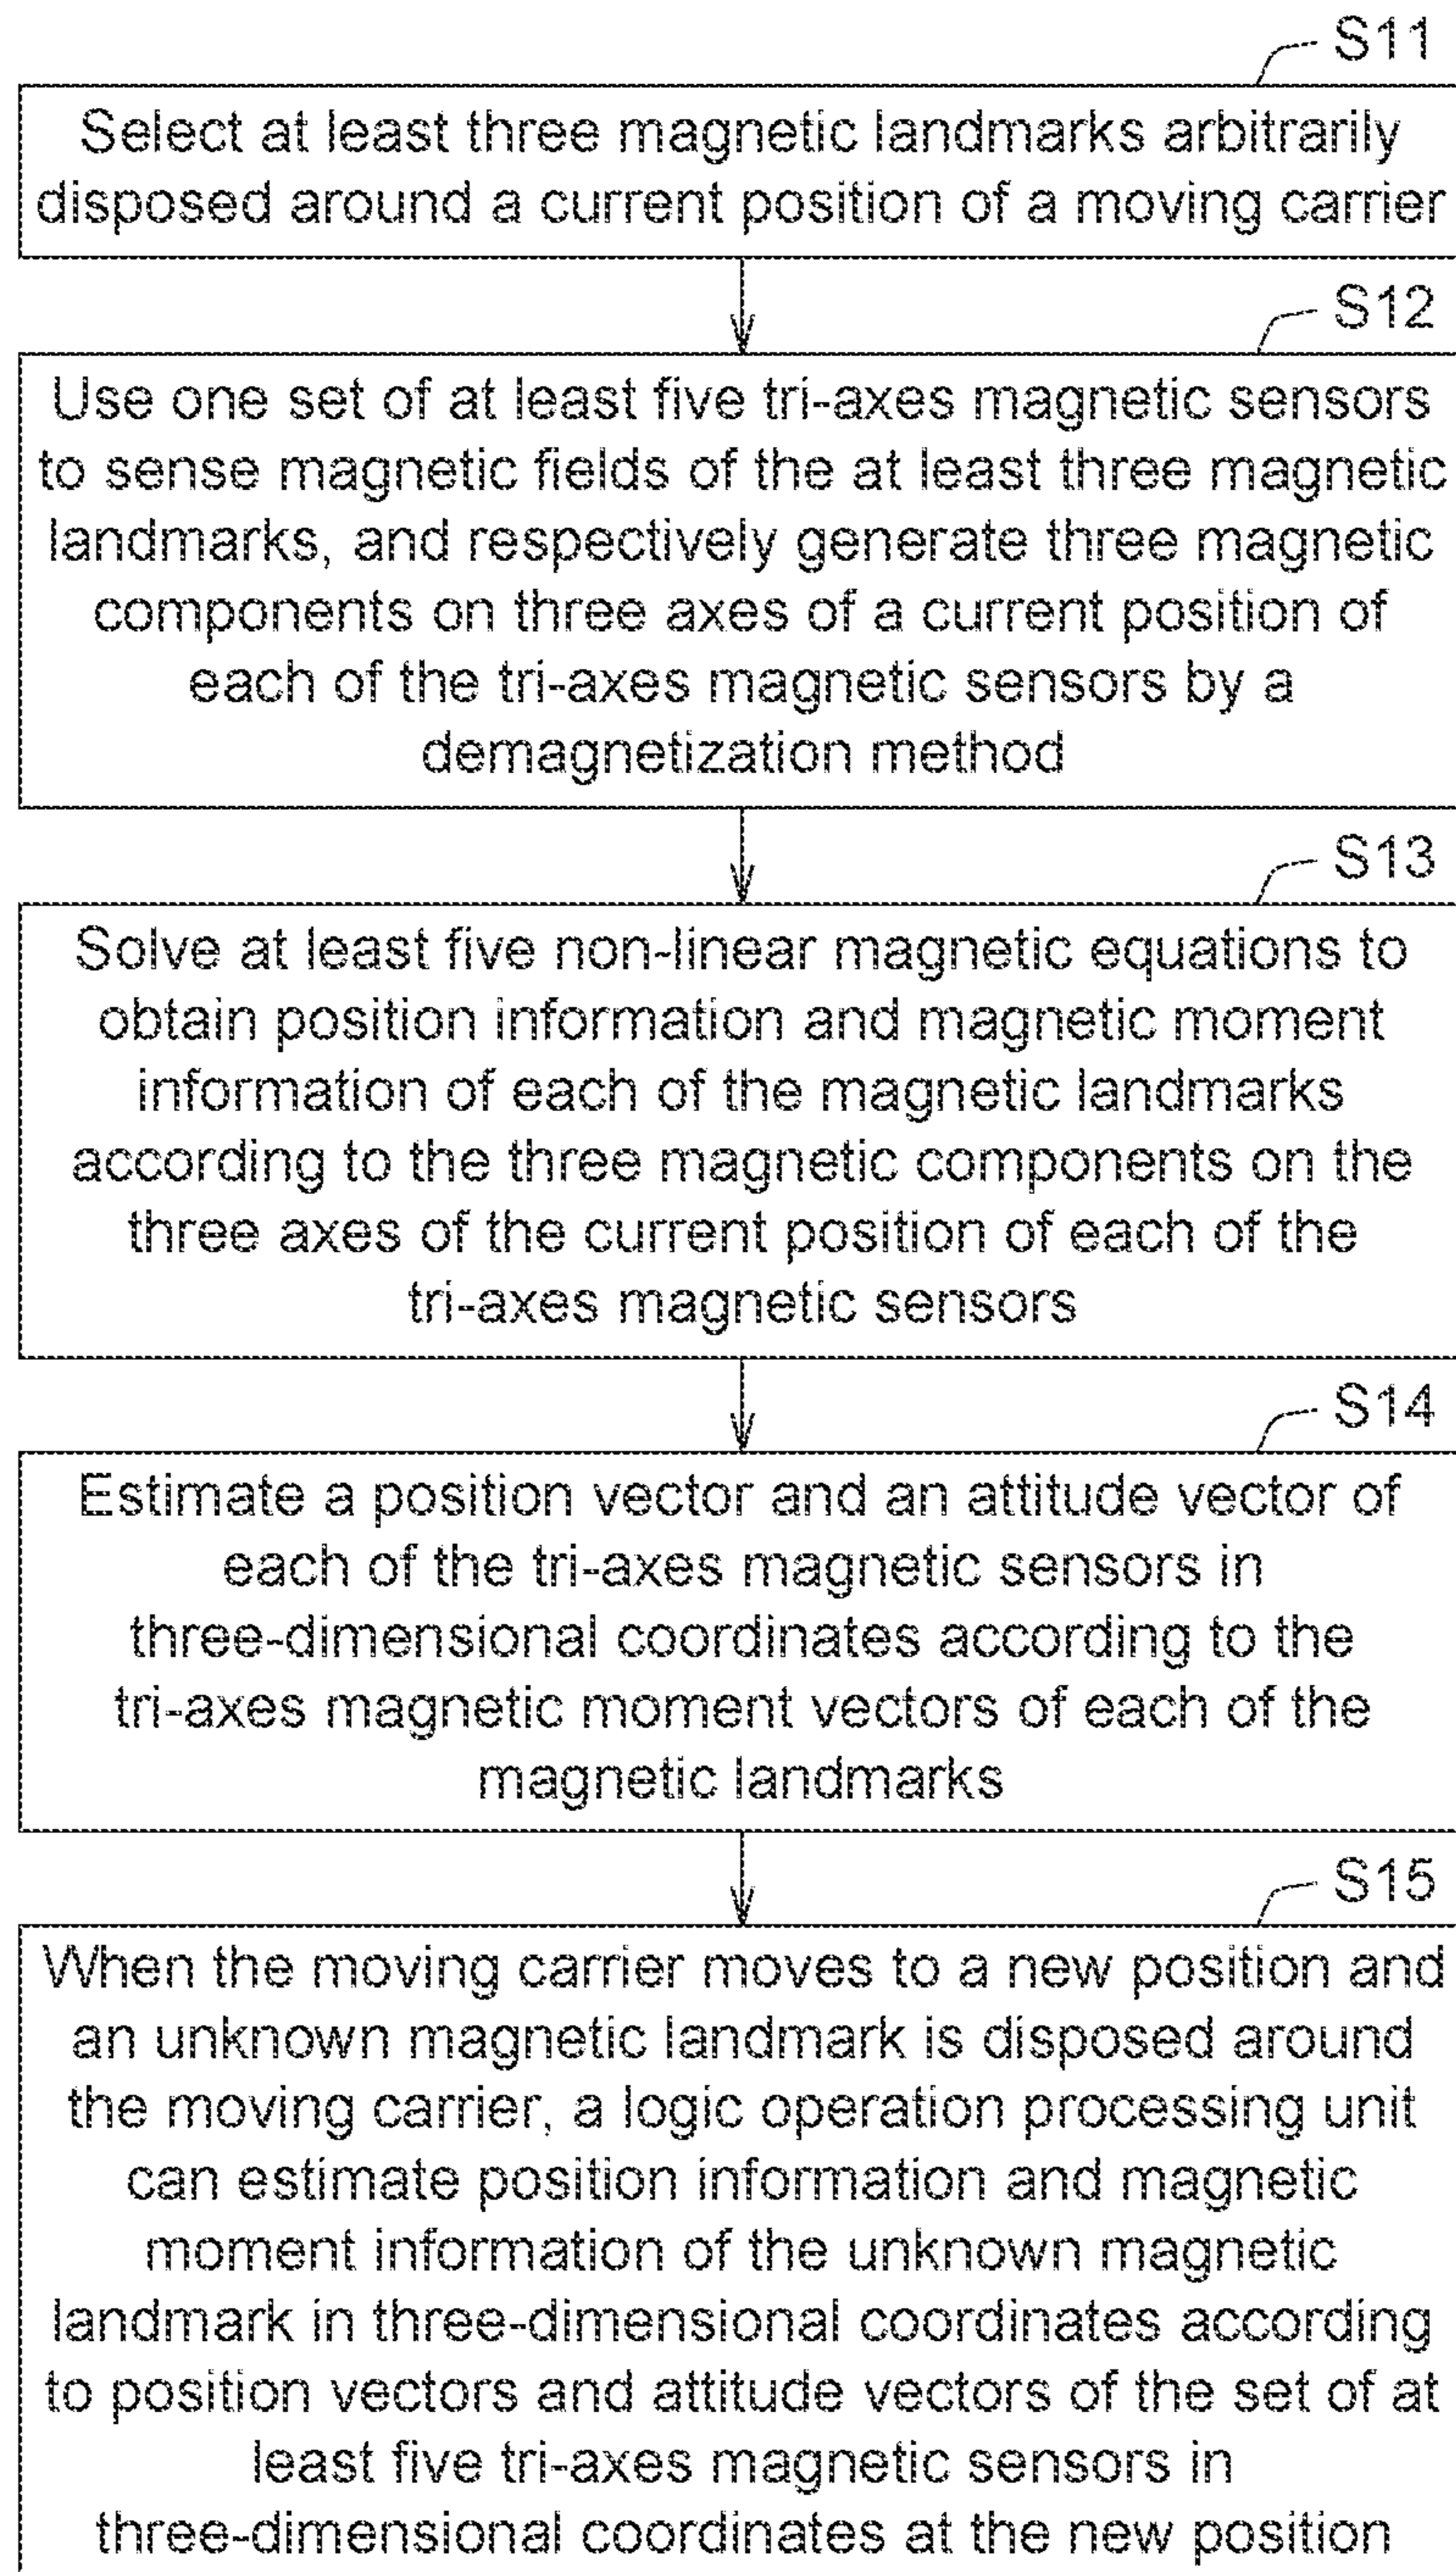 S11
Select at least three magnetic landmarks arbitrarily
disposed around a current position of a moving carrier
S12
Use one set of at least five tri-axes magnetic sensors
to sense magnetic fields of the at least three magnetic
landmarks, and respectively generate three magnetic
components on three axes of a current position of
each of the tri-axes magnetic sensors by a
demagnetization method
S13
Solve at least five non-linear magnetic equations to
obtain position information and magnetic moment
information of each of the magnetic landmarks
according to the three magnetic components on the
three axes of the current position of each of the
tri-axes magnetic sensors
S14
Estimate a position vector and an attitude vector of
each of the tri-axes magnetic sensors in
three-dimensional coordinates according to the
tri-axes magnetic moment vectors of each of the
magnetic landmarks
S15
When the moving carrier moves to a new position and
an unknown magnetic landmark is disposed around
the moving carrier, a logic operation processing unit
can estimate position information and magnetic
moment information of the unknown magnetic
landmark in three-dimensional coordinates according
to position vectors and attitude vectors of the set of at
least five tri-axes magnetic sensors in
three-dimensional coordinates at the new position